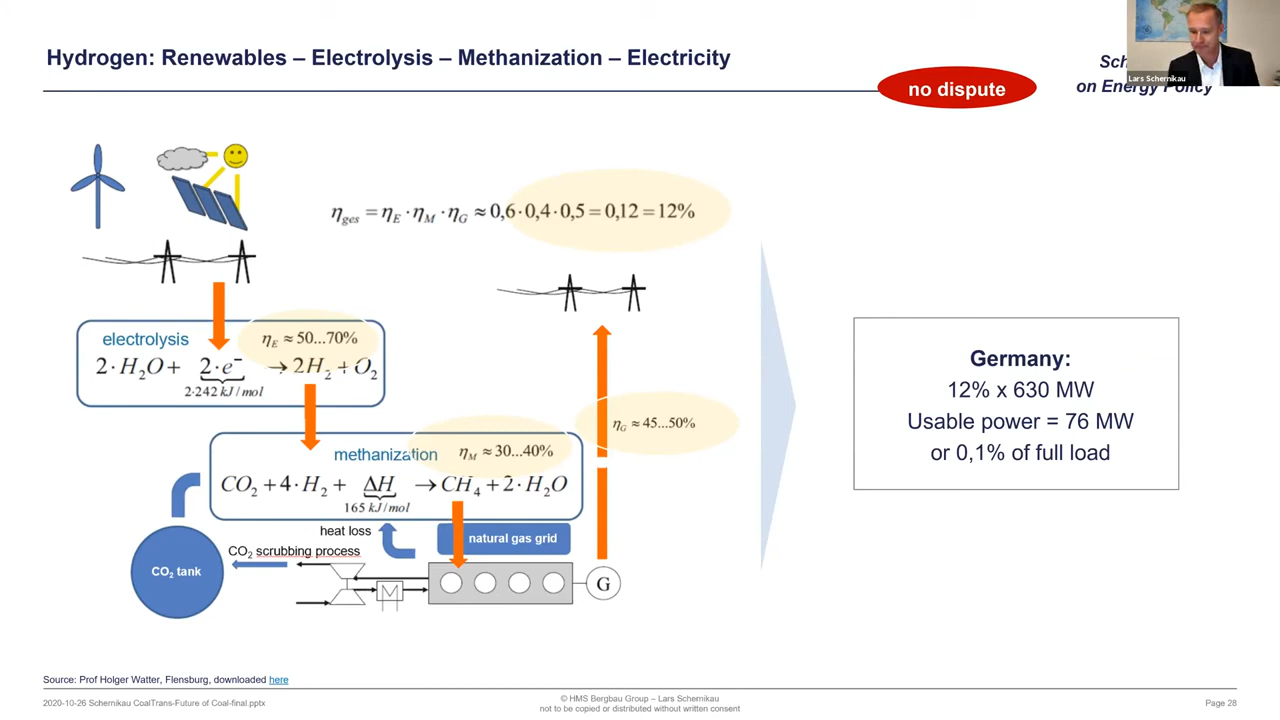 Hydrogen: Renewables – Electrolysis – Methanization – Electricity
no dispute
on Energy Policy
Lars Schernikau
η_ges = η_E · η_M · η_G ≈ 0,6 · 0,4 · 0,5 = 0,12 = 12%
electrolysis
η_E ≈ 50...70%
2·H₂O + 2·e⁻ → 2H₂ + O₂
2·242 kJ/mol
methanization
η_M ≈ 30...40%
CO₂ + 4·H₂ + ΔH → CH₄ + 2·H₂O
165 kJ/mol
η_G ≈ 45...50%
heat loss
natural gas grid
CO₂ scrubbing process
CO₂ tank
M
G
Germany:
12% x 630 MW
Usable power = 76 MW
or 0,1% of full load
Source: Prof Holger Watter, Flensburg, downloaded here
2020-10-26 Schernikau CoalTrans-Future of Coal-final.pptx
© HMS Bergbau Group – Lars Schernikau
not to be copied or distributed without written consent
Page 28